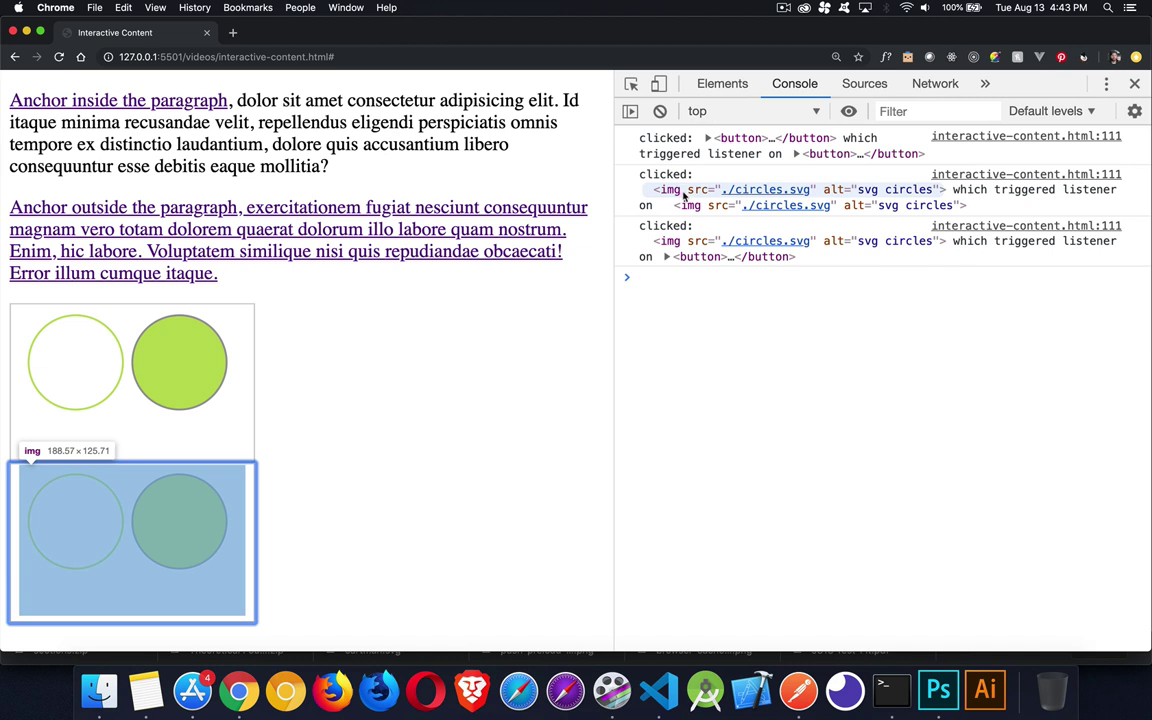 Chrome File Edit View History Bookmarks People Window Help 100% Tue Aug 13 4:43 PM
Interactive Content
127.0.0.1:5501/videos/interactive-content.html#
Elements Console Sources Network »
top Filter Default levels ▼
Anchor inside the paragraph, dolor sit amet consectetur adipisicing elit. Id
itaque minima recusandae velit, repellendus eligendi perspiciatis omnis
tempore ex distinctio laudantium, dolore quis accusantium libero
consequuntur esse debitis eaque mollitia?
Anchor outside the paragraph, exercitationem fugiat nesciunt consequuntur
magnam vero totam dolorem quaerat dolorum illo labore quam nostrum.
Enim, hic labore. Voluptatem similique nisi quis repudiandae obcaecati!
Error illum cumque itaque.
img 188.57 × 125.71
clicked: ▶<button>…</button> which interactive-content.html:111
triggered listener on ▶<button>…</button>
clicked: interactive-content.html:111
<img src="./circles.svg" alt="svg circles"> which triggered listener
on <img src="./circles.svg" alt="svg circles">
clicked: interactive-content.html:111
<img src="./circles.svg" alt="svg circles"> which triggered listener
on ▶<button>…</button>
4
Ps Ai